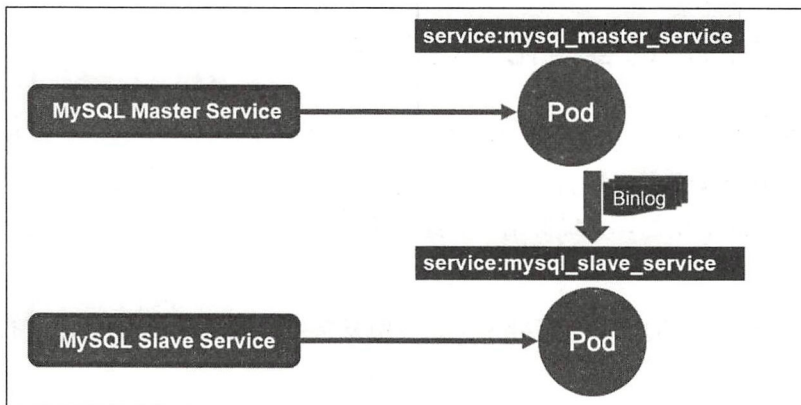 service:mysql_master_service
MySQL Master Service
Pod
Binlog
service:mysql_slave_service
MySQL Slave Service
Pod